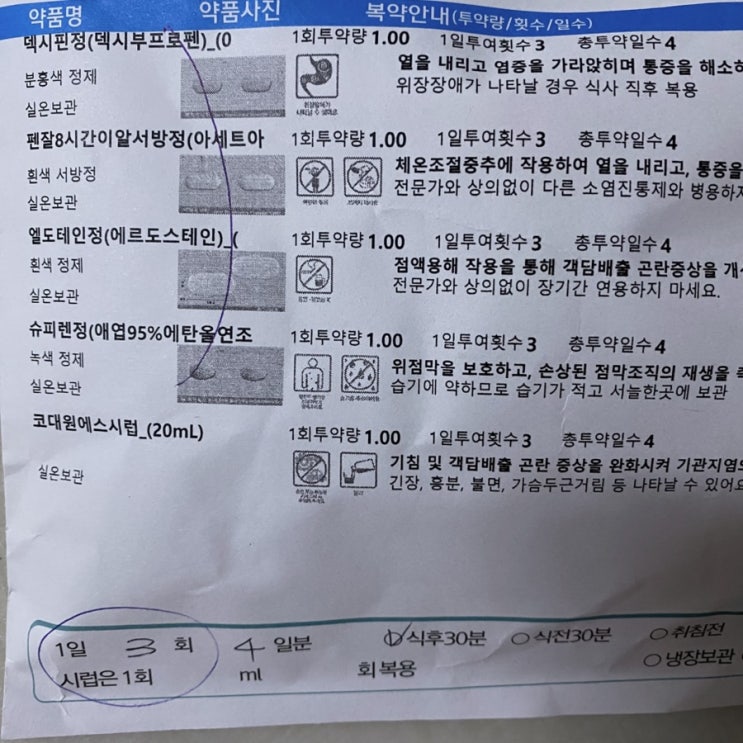 약품명 약품사진 복약안내(투약량/횟수/일수)
덱시핀정(덱시부프로펜)_(0 1회투약량 1.00 1일투여횟수 3 총투약일수 4
분홍색 정제 열을 내리고 염증을 가라앉히며 통증을 해소하
실온보관 위장장애가 나타날 경우 식사 직후 복용
펜잘8시간이알서방정(아세트아 1회투약량 1.00 1일투여횟수 3 총투약일수 4
흰색 서방정 체온조절중추에 작용하여 열을 내리고, 통증을
실온보관 전문가와 상의없이 다른 소염진통제와 병용하지
엘도테인정(에르도스테인)_( 1회투약량 1.00 1일투여횟수 3 총투약일수 4
흰색 정제 점액용해 작용을 통해 객담배출 곤란증상을 개
실온보관 전문가와 상의없이 장기간 연용하지 마세요.
슈피렌정(애엽95%에탄올연조 1회투약량 1.00 1일투여횟수 3 총투약일수 4
녹색 정제 위점막을 보호하고, 손상된 점막조직의 재생을
실온보관 습기에 약하므로 습기가 적고 서늘한곳에 보관
코대원에스시럽_(20mL) 1회투약량 1.00 1일투여횟수 3 총투약일수 4
기침 및 객담배출 곤란 증상을 완화시켜 기관지염
실온보관 긴장, 흥분, 불면, 가슴두근거림 등 나타날 수 있어요
1일 3 회 4 일분 식후30분 식전30분 취침전
시럽은 1회 ml 회복용 냉장보관